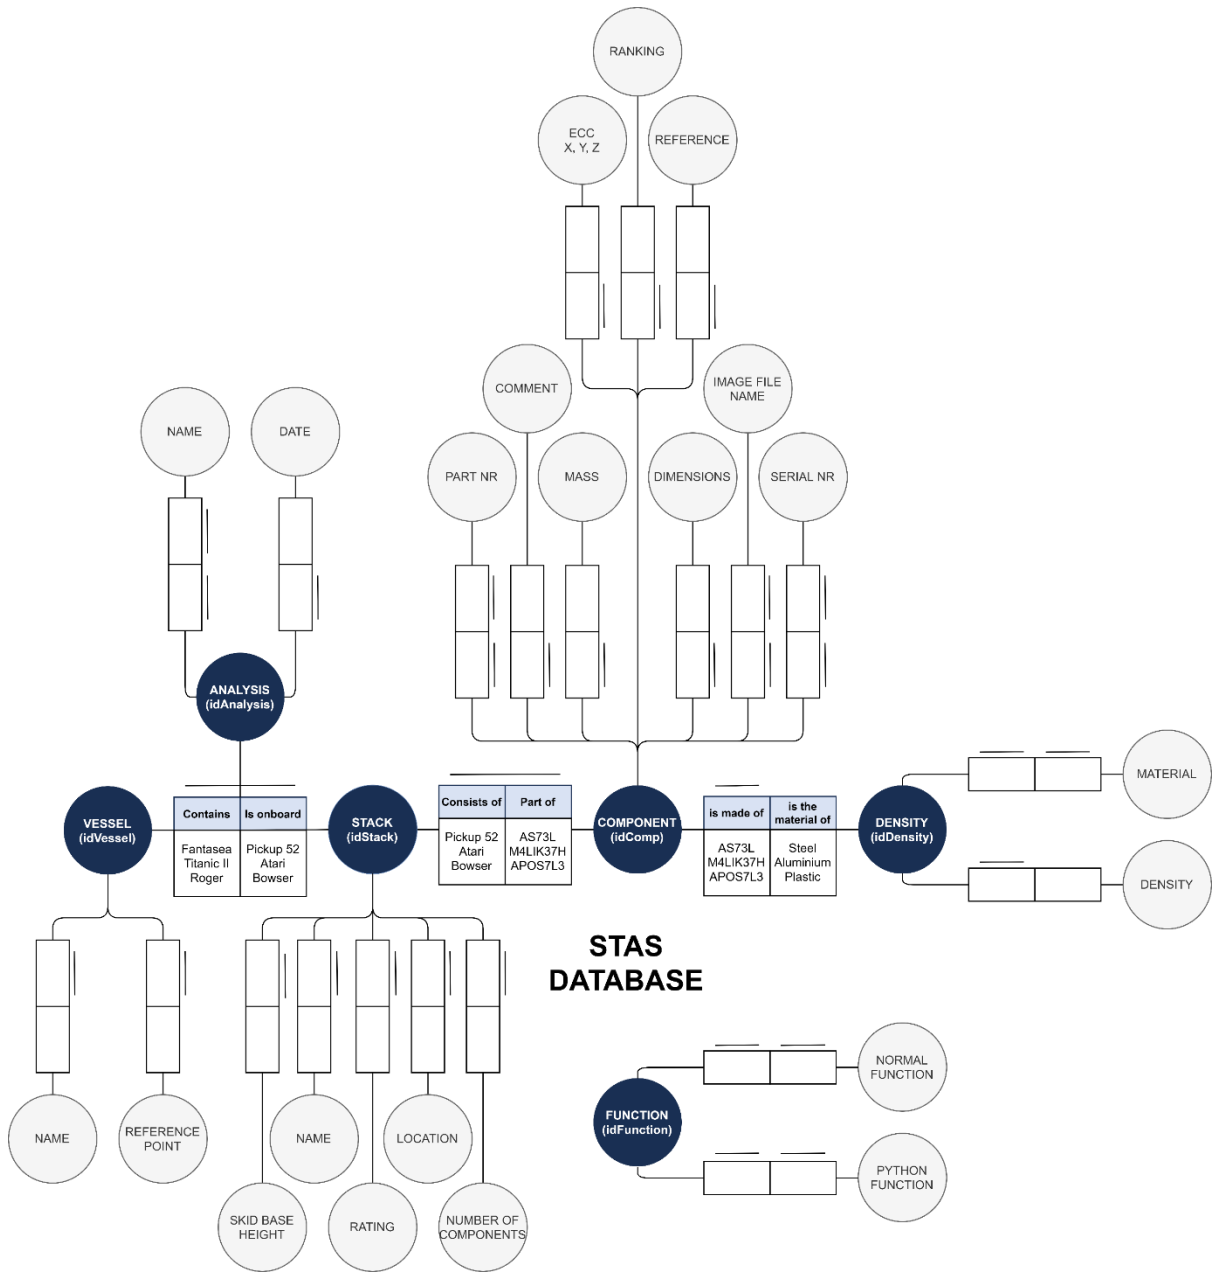 RANKING
ECC
X, Y, Z
REFERENCE
COMMENT
IMAGE FILE
NAME
NAME
DATE
PART NR
MASS
DIMENSIONS
SERIAL NR
ANALYSIS
(idAnalysis)
MATERIAL
VESSEL
(idVessel)
Contains
Is onboard
Fantasea
Titanic II
Roger
Pickup 52
Atari
Bowser
STACK
(idStack)
Consists of
Part of
Pickup 52
Atari
Bowser
AS73L
M4LIK37H
APOS7L3
COMPONENT
(idComp)
is made of
is the
material of
AS73L
M4LIK37H
APOS7L3
Steel
Aluminium
Plastic
DENSITY
(idDensity)
DENSITY
STAS
DATABASE
NAME
REFERENCE
POINT
NAME
LOCATION
SKID BASE
HEIGHT
RATING
NUMBER OF
COMPONENTS
NORMAL
FUNCTION
FUNCTION
(idFunction)
PYTHON
FUNCTION